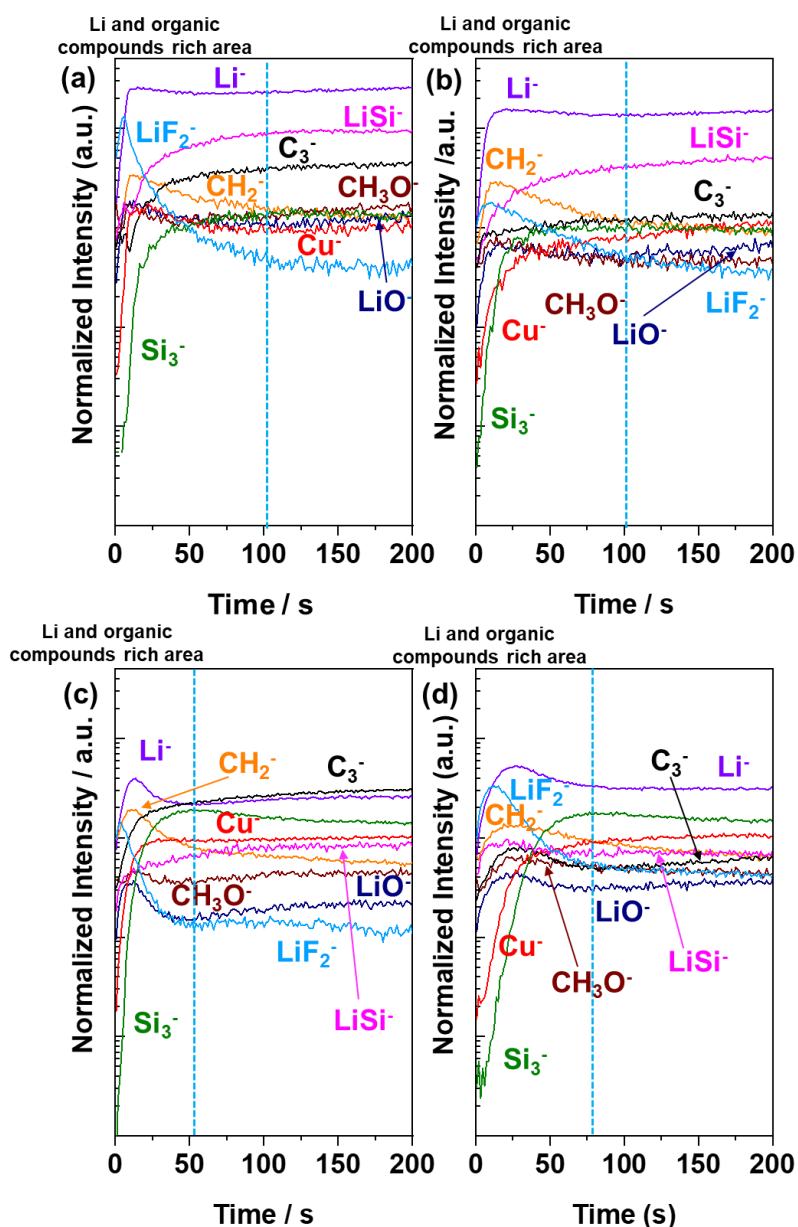 Li and organic
compounds rich area
Li and organic
compounds rich area
(a)
Li⁻
LiF₂⁻
LiSi⁻
C₃⁻
CH₂⁻
CH₃O⁻
Cu⁻
LiO⁻
Si₃⁻
Normalized Intensity (a.u.)
0 50 100 150 200
Time / s
(b)
Li⁻
LiSi⁻
CH₂⁻
C₃⁻
CH₃O⁻
LiF₂⁻
Cu⁻
LiO⁻
Si₃⁻
Normalized Intensity /a.u.
0 50 100 150 200
Time / s
Li and organic
compounds rich area
Li and organic
compounds rich area
(c)
Li⁻
CH₂⁻
C₃⁻
Cu⁻
CH₃O⁻
LiO⁻
LiF₂⁻
LiSi⁻
Si₃⁻
Normalized Intensity / a.u.
0 50 100 150 200
Time / s
(d)
C₃⁻
Li⁻
LiF₂⁻
CH₂⁻
LiO⁻
Cu⁻
LiSi⁻
CH₃O⁻
Si₃⁻
Normalized Intensity (a.u.)
0 50 100 150 200
Time (s)